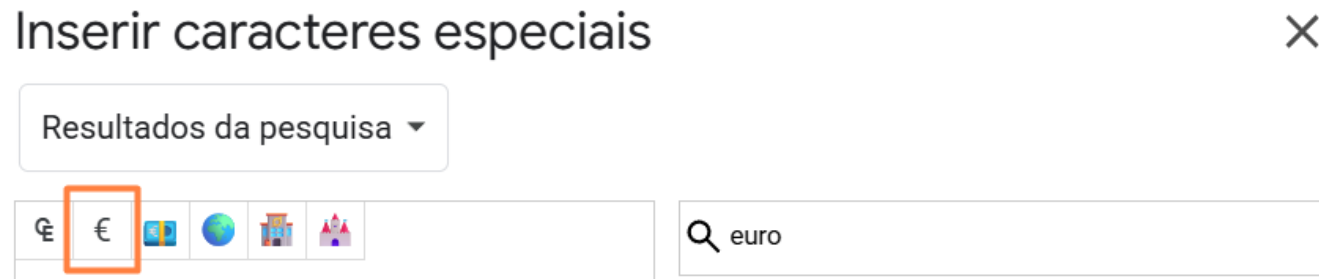 Inserir caracteres especiais
Resultados da pesquisa
₠ €
euro